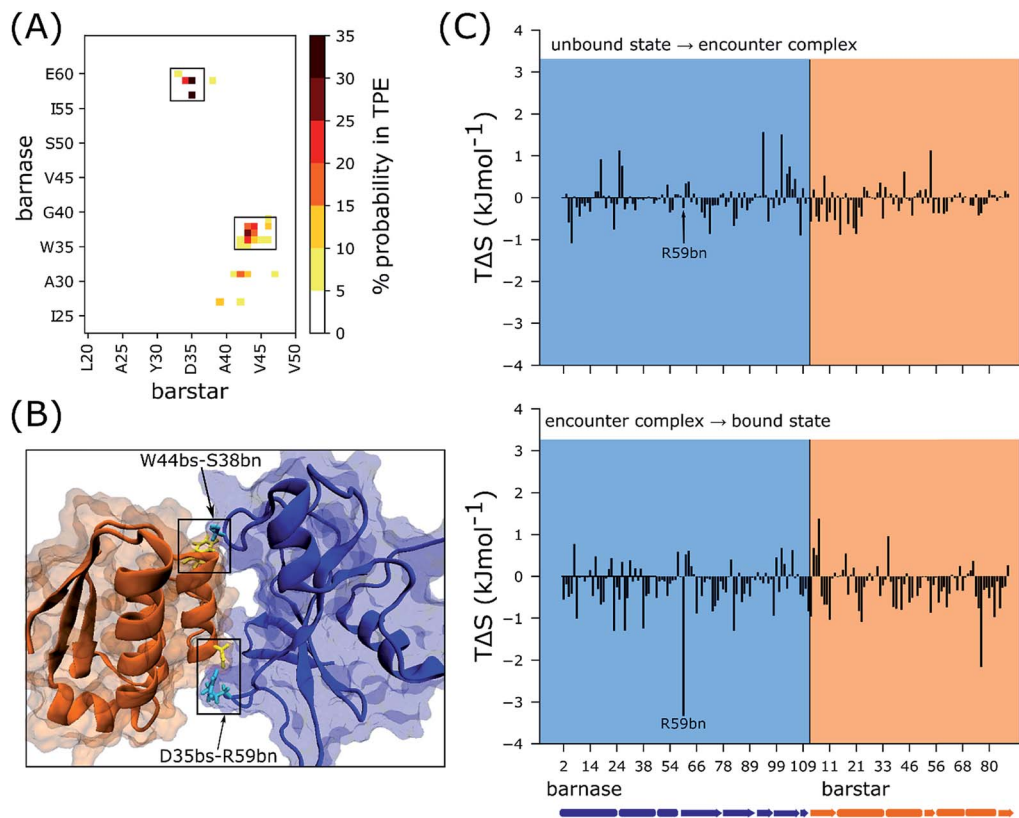 (A)
35
30
25
20
15
10
5
0
% probability in TPE
E60
I55
S50
V45
G40
W35
A30
I25
barnase
L20 A25 Y30 D35 A40 V45 V50
barstar
(B)
W44bs-S38bn
D35bs-R59bn
(C)
unbound state → encounter complex
4
3
2
1
0
−1
−2
−3
−4
TΔS (kJmol⁻¹)
R59bn
encounter complex → bound state
4
3
2
1
0
−1
−2
−3
−4
TΔS (kJmol⁻¹)
R59bn
2 14 28 41 54 66 78 89 99 109 11 21 34 46 56 68 80
barnase barstar